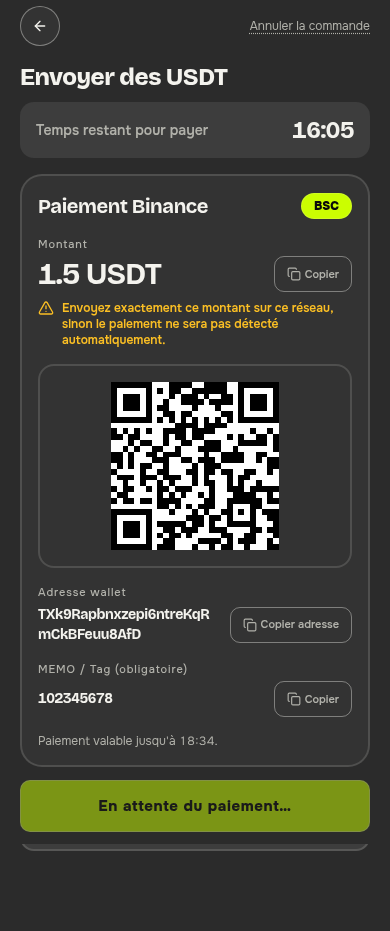 Annuler la commande
Envoyer des USDT
Temps restant pour payer
16:05
Paiement Binance
BSC
Montant
1.5 USDT
Copier
Envoyez exactement ce montant sur ce réseau,
sinon le paiement ne sera pas détecté
automatiquement.
Adresse wallet
TXk9Rapbnxzepi6ntreKqR
mCkBFeuu8AfD
Copier adresse
MEMO / Tag (obligatoire)
102345678
Copier
Paiement valable jusqu'à 18:34.
En attente du paiement...